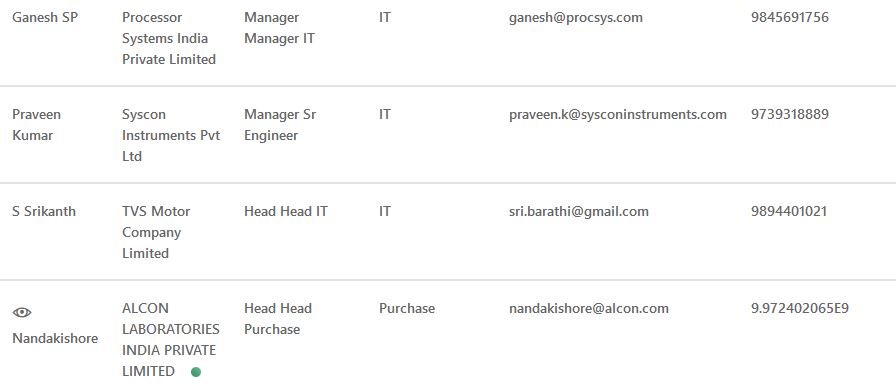 Ganesh SP
Processor
Systems India
Private Limited
Manager
Manager IT
IT
ganesh@procsys.com
9845691756
Praveen
Kumar
Syscon
Instruments Pvt
Ltd
Manager Sr
Engineer
IT
praveen.k@sysconinstruments.com
9739318889
S Srikanth
TVS Motor
Company
Limited
Head Head IT
IT
sri.barathi@gmail.com
9894401021
Nandakishore
ALCON
LABORATORIES
INDIA PRIVATE
LIMITED
Head Head
Purchase
Purchase
nandakishore@alcon.com
9.972402065E9